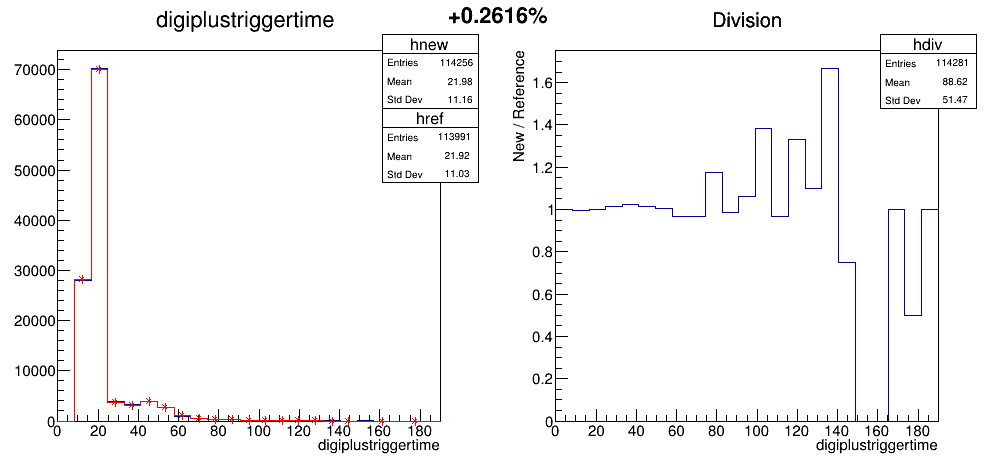 +0.2616%
digiplustriggertime
hnew
Entries 114256
Mean 21.98
Std Dev 11.16
href
Entries 113991
Mean 21.92
Std Dev 11.03
70000
60000
50000
40000
30000
20000
10000
0
0 20 40 60 80 100 120 140 160 180
digiplustriggertime
Division
hdiv
Entries 114281
Mean 88.62
Std Dev 51.47
New / Reference
1.6
1.4
1.2
1
0.8
0.6
0.4
0.2
0
0 20 40 60 80 100 120 140 160 180
digiplustriggertime